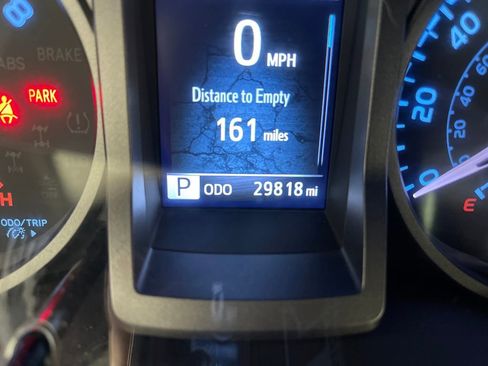 0 MPH
BRAKE
ABS
PARK
Distance to Empty
161 miles
P ODO 29818 mi
H
ODO/TRIP
E
40
20